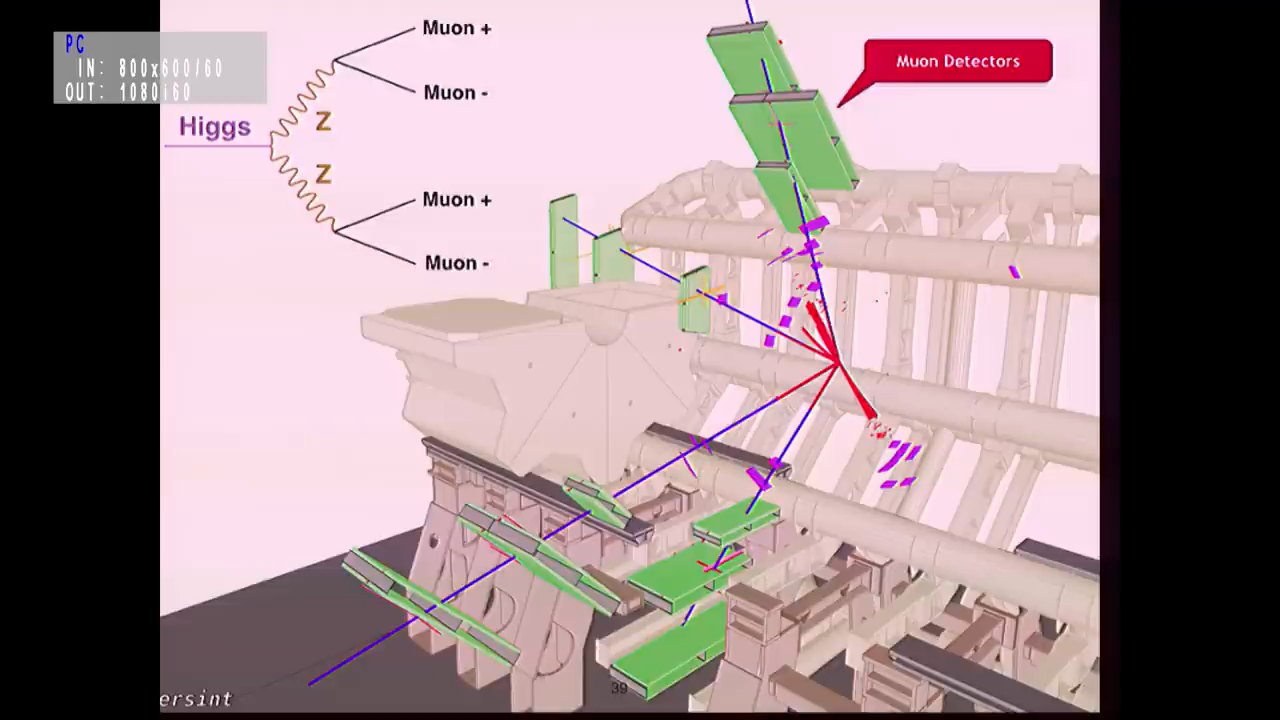 PC
IN: 800x600/60
OUT: 1080i60
Muon +
Muon -
Higgs
Z
Z
Muon +
Muon -
Muon Detectors
39
ersint